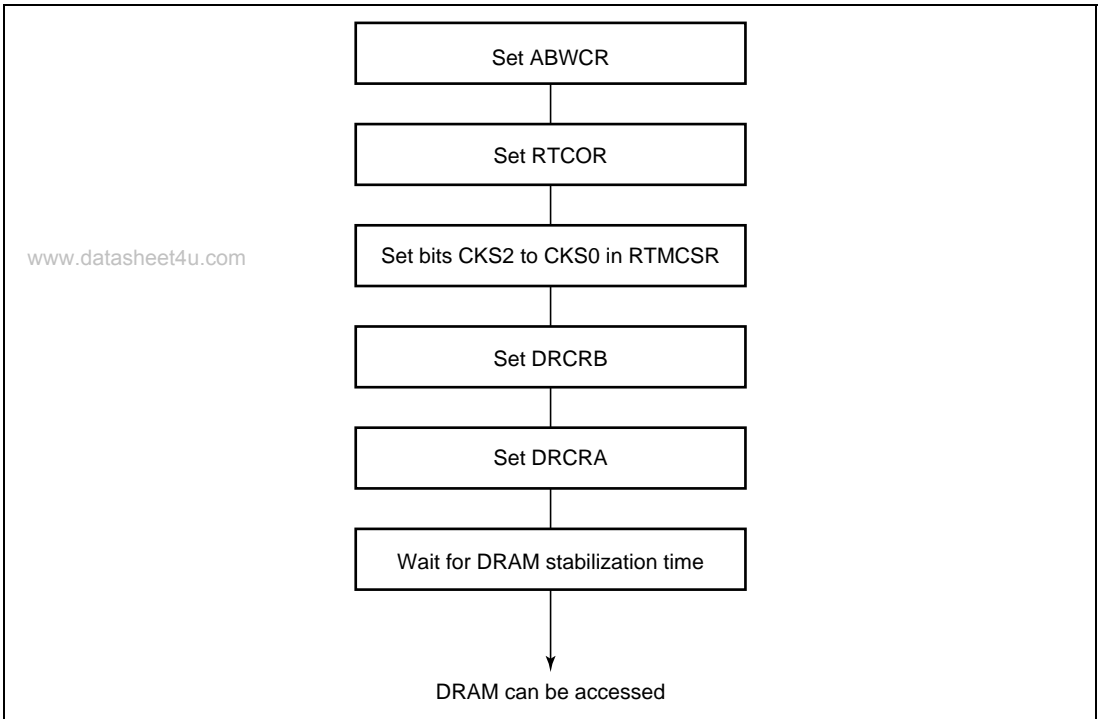 Set ABWCR
Set RTCOR
www.datasheet4u.com
Set bits CKS2 to CKS0 in RTMCSR
Set DRCRB
Set DRCRA
Wait for DRAM stabilization time
DRAM can be accessed